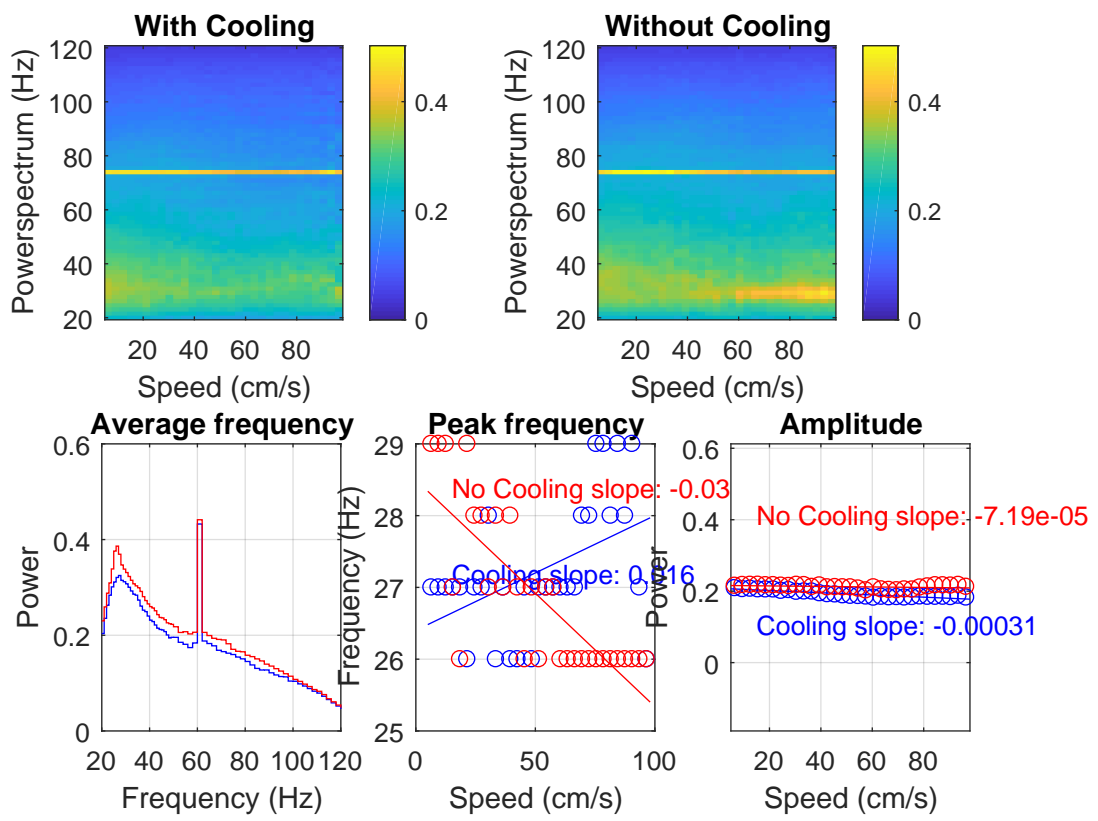 With Cooling
Without Cooling
Powerspectrum (Hz)
120
100
80
60
40
20
20 40 60 80
Speed (cm/s)
0.4
0.2
0
Powerspectrum (Hz)
120
100
80
60
40
20
20 40 60 80
Speed (cm/s)
0.4
0.2
0
Average frequency
Power
0.6
0.4
0.2
0
20 40 60 80 100 120
Frequency (Hz)
Peak frequency
Frequency (Hz)
29
28
27
26
25
No Cooling slope: -0.03
Cooling slope: 0.016
0 50 100
Speed (cm/s)
Amplitude
Power
0.6
0.4
0.2
0
No Cooling slope: -7.19e-05
Cooling slope: -0.00031
20 40 60 80
Speed (cm/s)